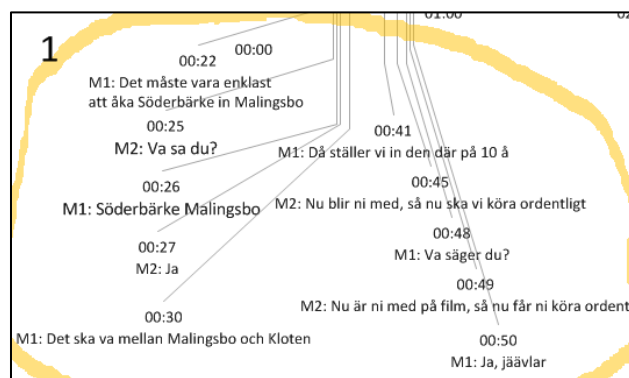 1
01:00
00:00
00:22
M1: Det måste vara enklast
att åka Söderbärke in Malingsbo
00:25
M2: Va sa du?
00:26
M1: Söderbärke Malingsbo
00:27
M2: Ja
00:30
M1: Det ska va mellan Malingsbo och Kloten
00:41
M1: Då ställer vi in den där på 10 å
00:45
M2: Nu blir ni med, så nu ska vi köra ordentligt
00:48
M1: Va säger du?
00:49
M2: Nu är ni med på film, så nu får ni köra ordent
00:50
M1: Ja, jäävlar